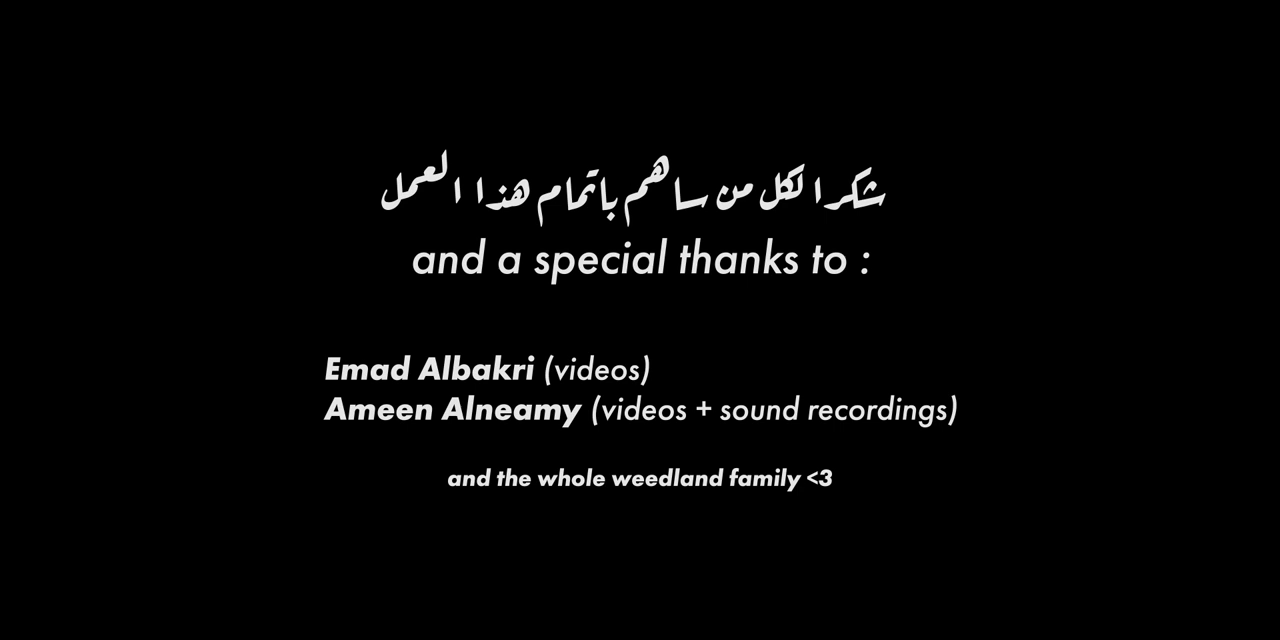 شكرا لكل من ساهم باتمام هذا العمل
and a special thanks to :
Emad Albakri (videos)
Ameen Alneamy (videos + sound recordings)
and the whole weedland family <3